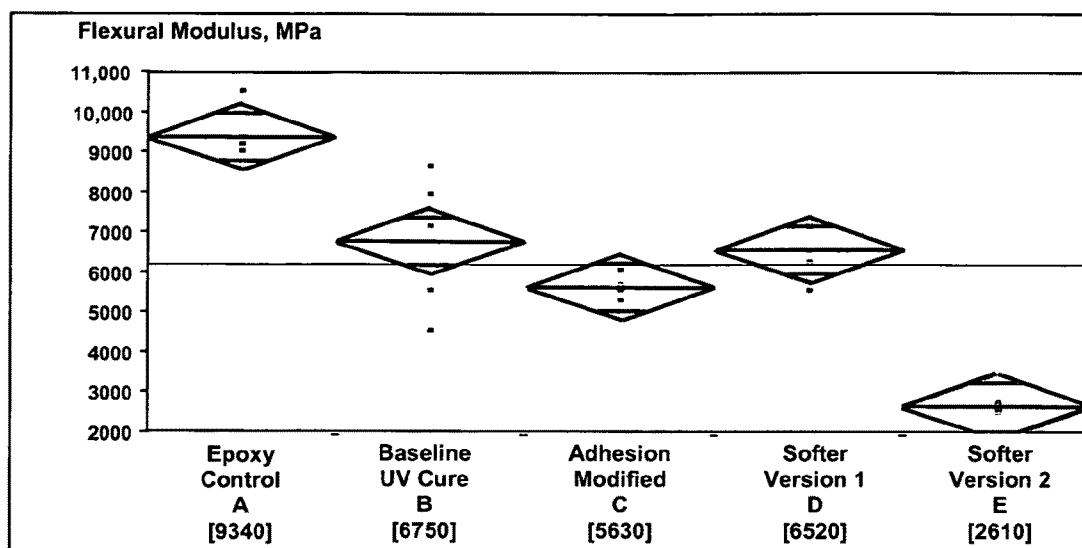 Flexural Modulus, MPa
11,000
10,000
9000
8000
7000
6000
5000
4000
3000
2000
Epoxy Control A [9340]
Baseline UV Cure B [6750]
Adhesion Modified C [5630]
Softer Version 1 D [6520]
Softer Version 2 E [2610]